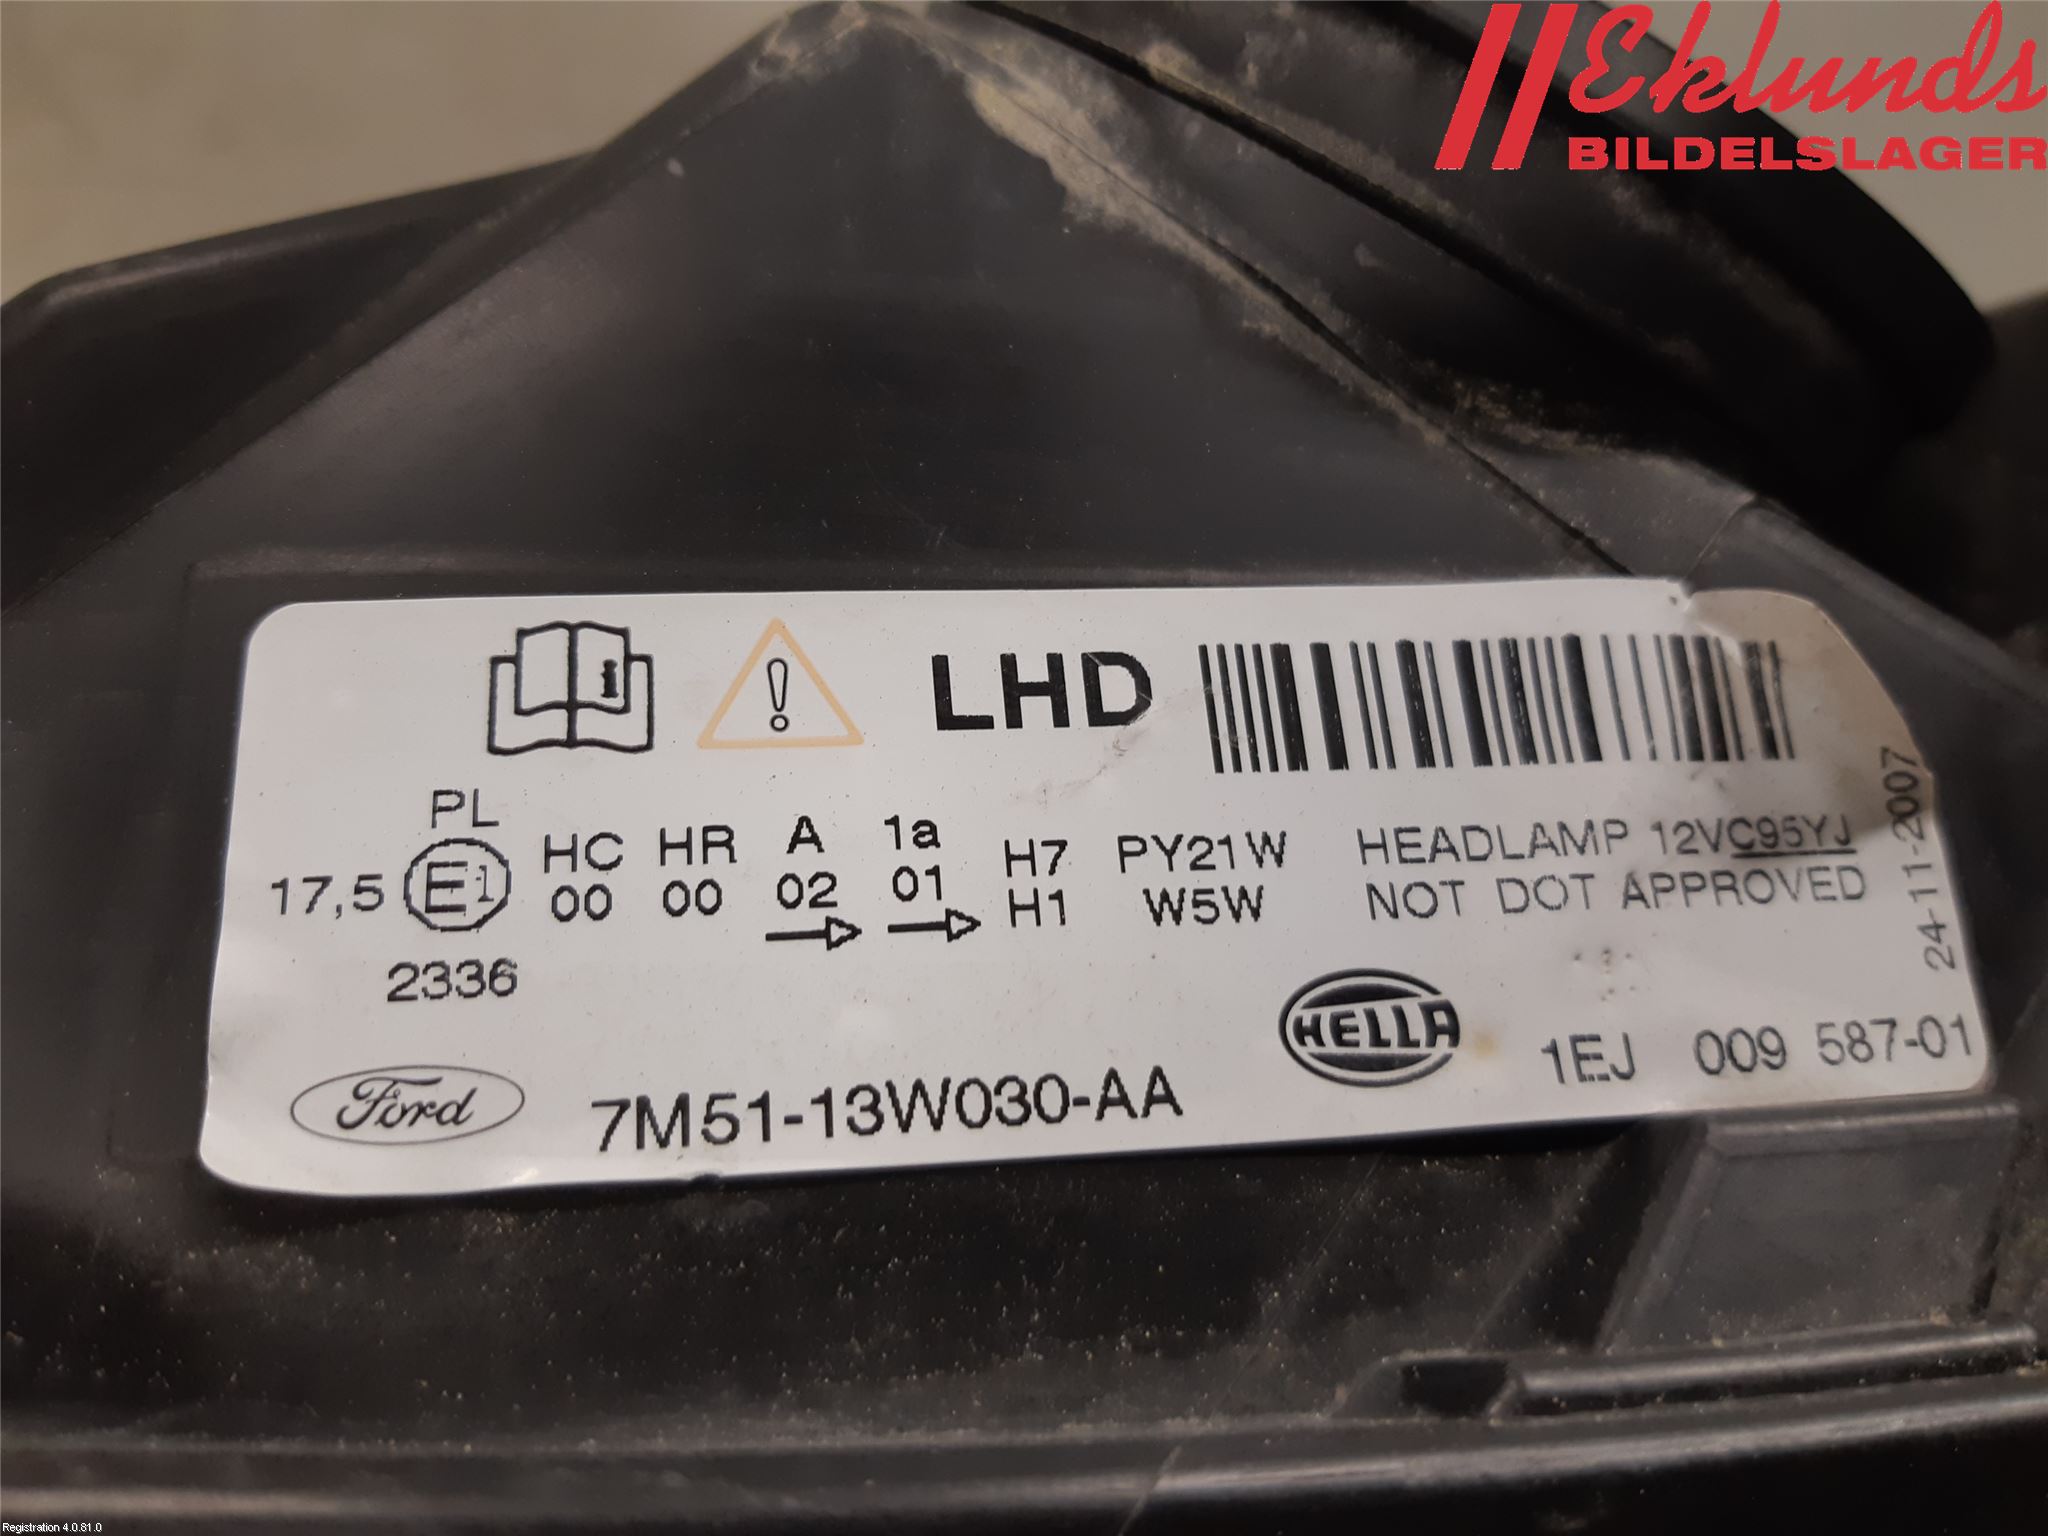 Eklunds
BILDELSLAGER
LHD
PL
17,5 E1 HC HR A 1a H7 PY21W HEADLAMP 12VC95YJ
00 00 02 01 H1 W5W NOT DOT APPROVED
2336
24-11-2007
HELLA 1EJ 009 587-01
Ford 7M51-13W030-AA
Registration 4.0.81.0